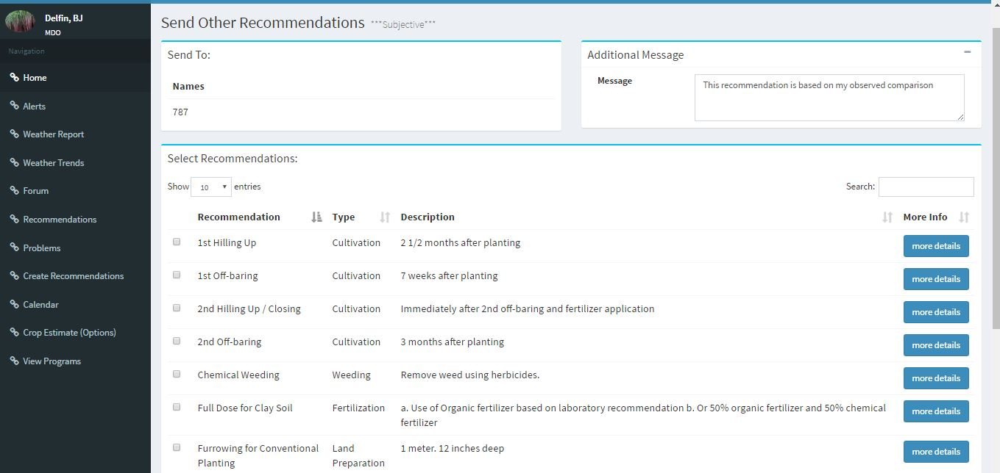 Delfin, BJ
MDO
Navigation
Home
Alerts
Weather Report
Weather Trends
Forum
Recommendations
Problems
Create Recommendations
Calendar
Crop Estimate (Options)
View Programs
Send Other Recommendations ***Subjective***
Send To:
Names
787
Additional Message
Message
This recommendation is based on my observed comparison
Select Recommendations:
Show 10 entries
Search:
Recommendation Type Description More Info
1st Hilling Up Cultivation 2 1/2 months after planting more details
1st Off-baring Cultivation 7 weeks after planting more details
2nd Hilling Up / Closing Cultivation Immediately after 2nd off-baring and fertilizer application more details
2nd Off-baring Cultivation 3 months after planting more details
Chemical Weeding Weeding Remove weed using herbicides. more details
Full Dose for Clay Soil Fertilization a. Use of Organic fertilizer based on laboratory recommendation b. Or 50% organic fertilizer and 50% chemical more details
fertilizer
Furrowing for Conventional Land 1 meter. 12 inches deep more details
Planting Preparation